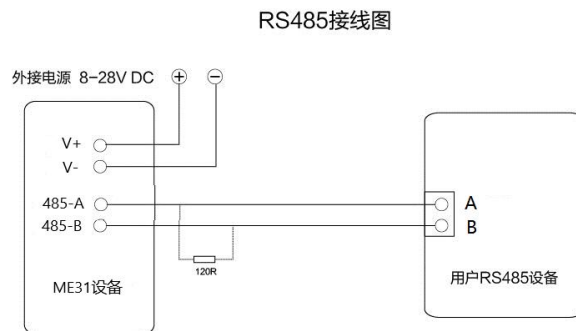 RS485接线图
外接电源 8-28V DC
V+
V-
485-A
485-B
120R
ME31设备
A
B
用户RS485设备